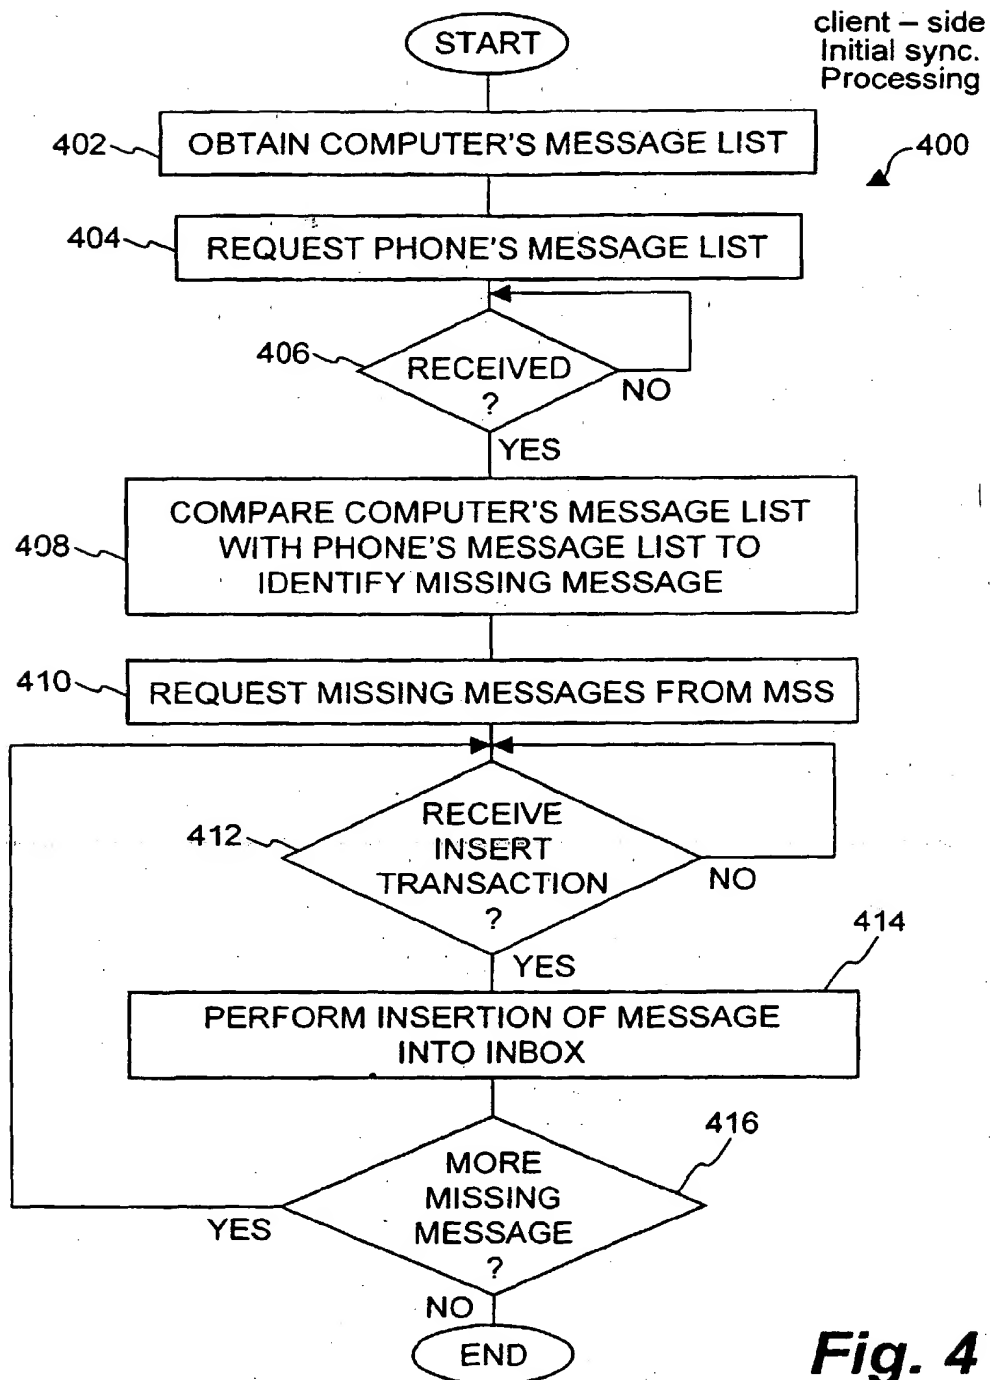 START
client – side
Initial sync.
Processing
400
402
OBTAIN COMPUTER'S MESSAGE LIST
404
REQUEST PHONE'S MESSAGE LIST
406
RECEIVED
?
NO
YES
408
COMPARE COMPUTER'S MESSAGE LIST
WITH PHONE'S MESSAGE LIST TO
IDENTIFY MISSING MESSAGE
410
REQUEST MISSING MESSAGES FROM MSS
412
RECEIVE
INSERT
TRANSACTION
?
NO
YES
414
PERFORM INSERTION OF MESSAGE
INTO INBOX
416
MORE
MISSING
MESSAGE
?
YES
NO
END
Fig. 4